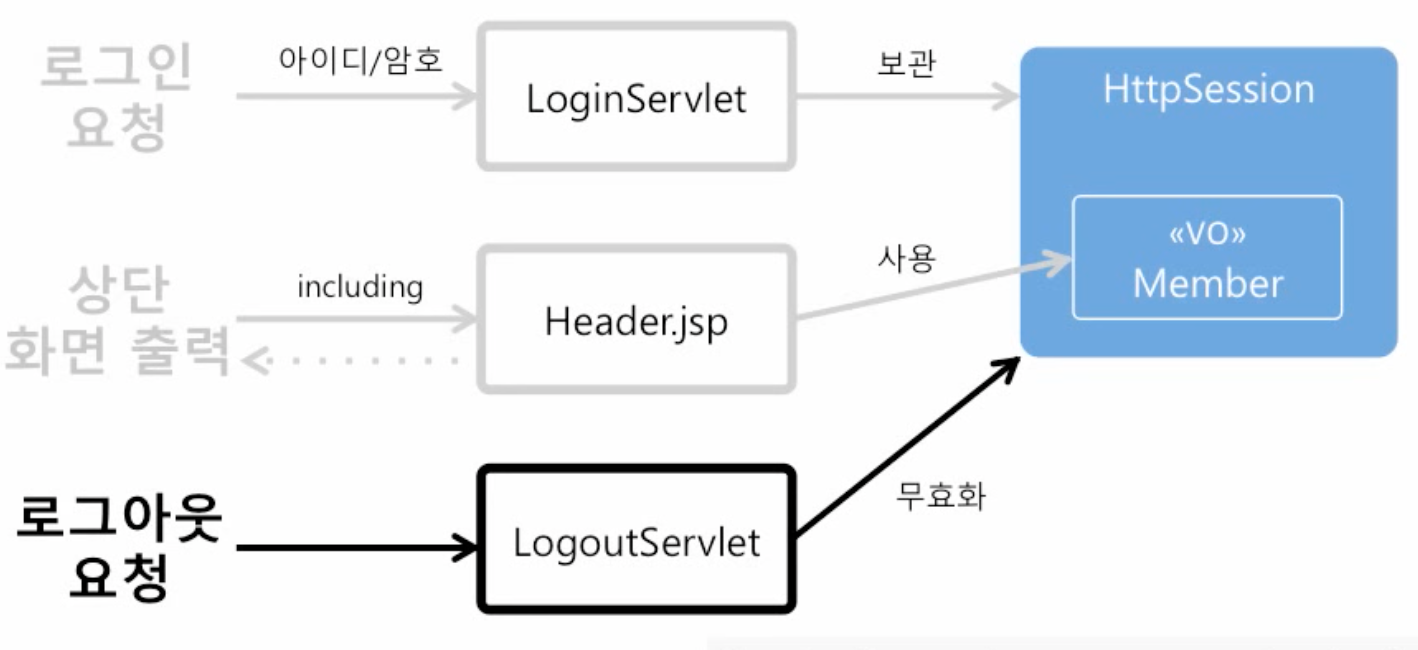 로그인
요청
아이디/암호
LoginServlet
보관
HttpSession
«VO»
Member
상단
화면 출력
including
Header.jsp
사용
로그아웃
요청
LogoutServlet
무효화